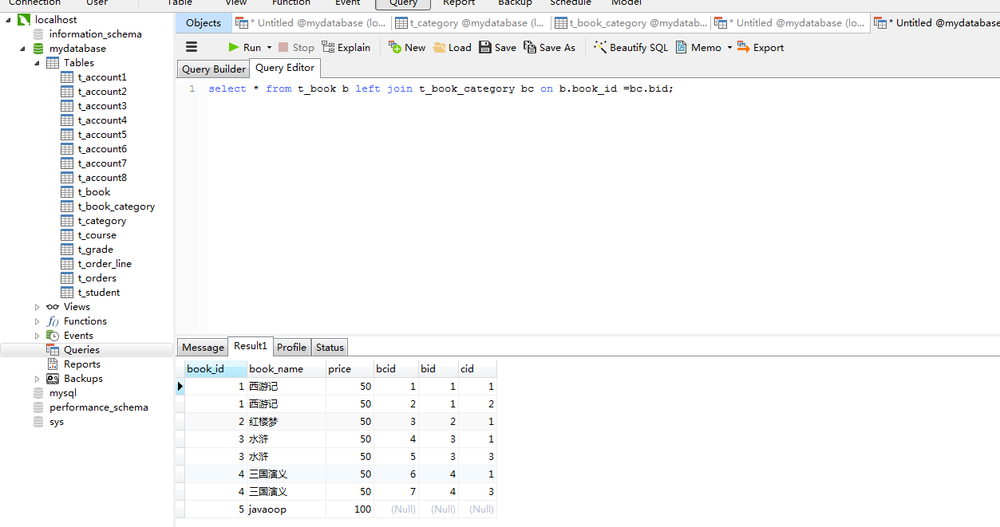 Connection User Table View Function Event Query Report Backup Schedule Model
localhost
information_schema
mydatabase
Tables
t_account1
t_account2
t_account3
t_account4
t_account5
t_account6
t_account7
t_account8
t_book
t_book_category
t_category
t_course
t_grade
t_order_line
t_orders
t_student
Views
Functions
Events
Queries
Reports
Backups
mysql
performance_schema
sys
Objects * Untitled @mydatabase (lo... t_category @mydatabase (l... t_book_category @mydatab... * Untitled @mydatabase (lo... * Untitled @mydatabase
Run Stop Explain New Load Save Save As Beautify SQL Memo Export
Query Builder Query Editor
1 select * from t_book b left join t_book_category bc on b.book_id =bc.bid;
Message Result1 Profile Status
book_id book_name price bcid bid cid
1 西游记 50 1 1 1
1 西游记 50 2 1 2
2 红楼梦 50 3 2 1
3 水浒 50 4 3 1
3 水浒 50 5 3 3
4 三国演义 50 6 4 1
4 三国演义 50 7 4 3
5 javaoop 100 (Null) (Null) (Null)